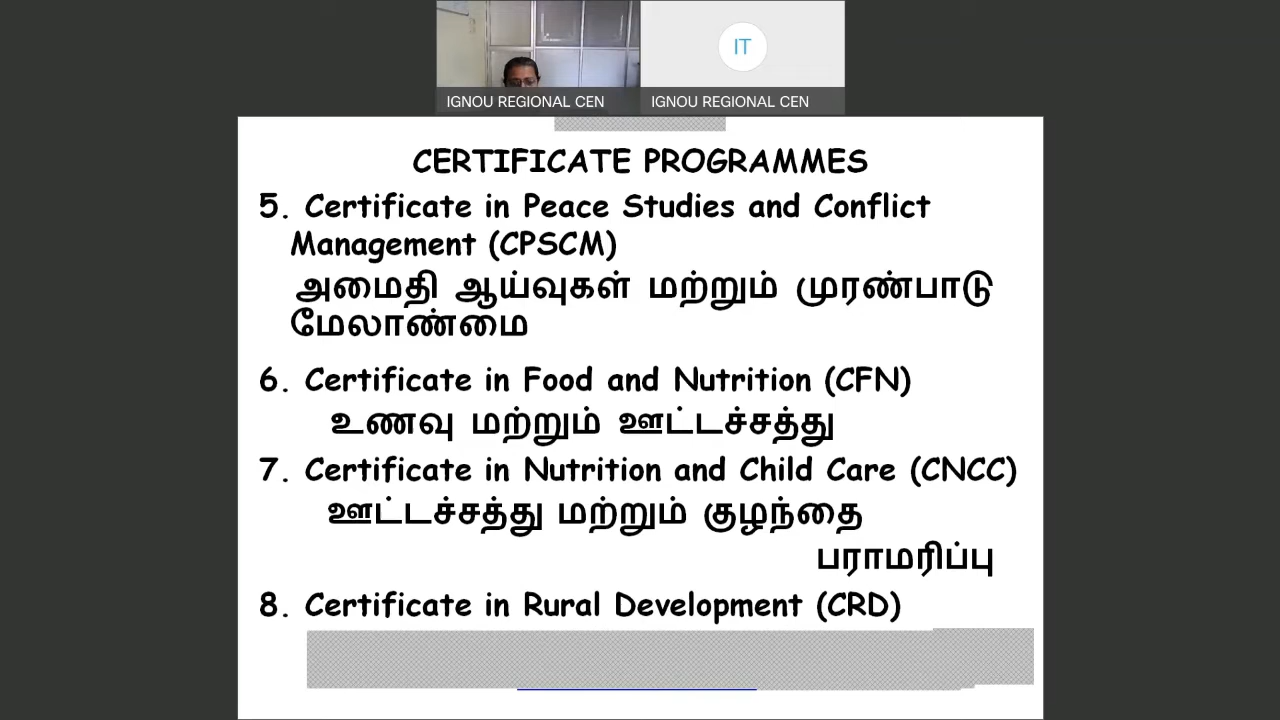 IT
IGNOU REGIONAL CEN
IGNOU REGIONAL CEN
CERTIFICATE PROGRAMMES
5. Certificate in Peace Studies and Conflict
Management (CPSCM)
அமைதி ஆய்வுகள் மற்றும் முரண்பாடு
மேலாண்மை
6. Certificate in Food and Nutrition (CFN)
உணவு மற்றும் ஊட்டச்சத்து
7. Certificate in Nutrition and Child Care (CNCC)
ஊட்டச்சத்து மற்றும் குழந்தை
பராமரிப்பு
8. Certificate in Rural Development (CRD)